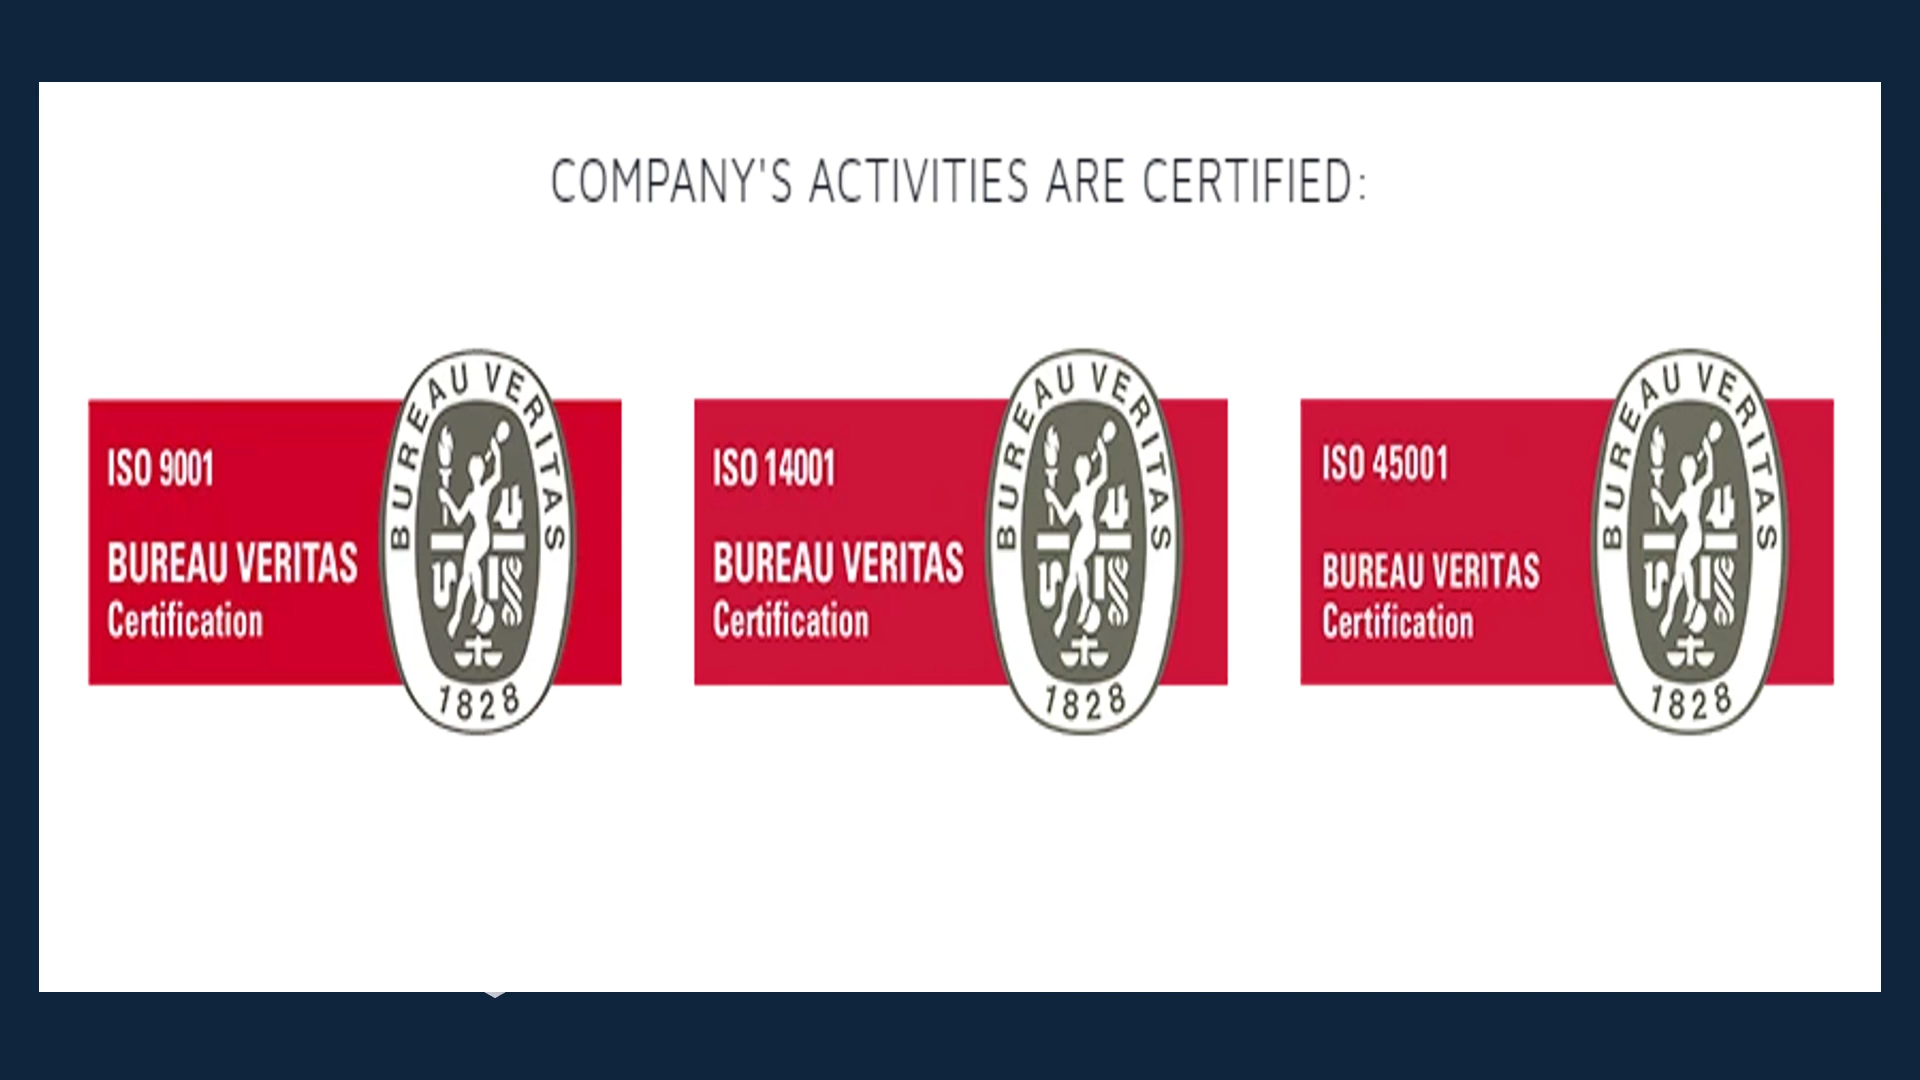 COMPANY'S ACTIVITIES ARE CERTIFIED:
ISO 9001
BUREAU VERITAS
Certification
BUREAU VERITAS
1828
ISO 14001
BUREAU VERITAS
Certification
BUREAU VERITAS
1828
ISO 45001
BUREAU VERITAS
Certification
BUREAU VERITAS
1828